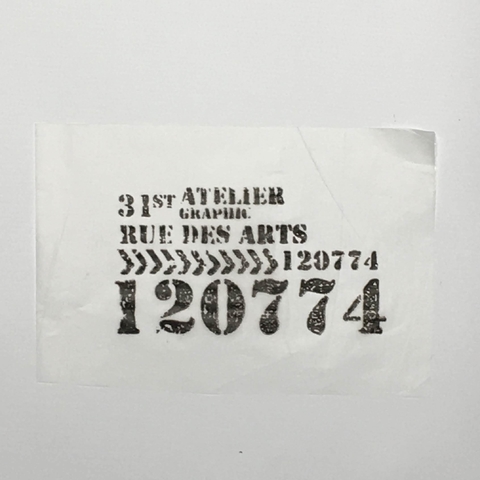 31ST ATELIER
GRAPHIC
RUE DES ARTS
120774
120774